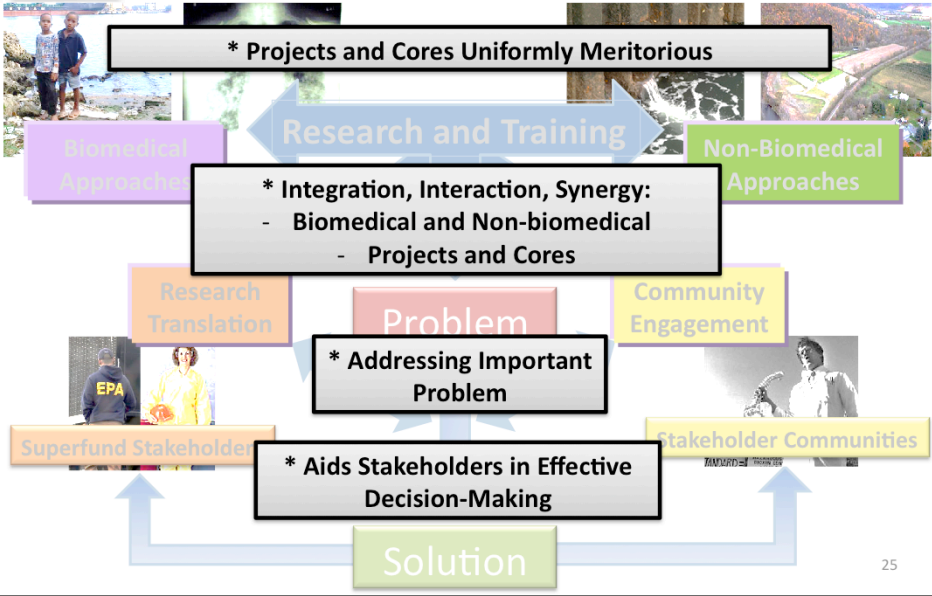 * Projects and Cores Uniformly Meritorious
Research and Training
Biomedical
Approaches
Non-Biomedical
Approaches
* Integration, Interaction, Synergy:
- Biomedical and Non-biomedical
- Projects and Cores
Research
Translation
Problem
Community
Engagement
* Addressing Important
Problem
EPA
Superfund Stakeholder
Stakeholder Communities
* Aids Stakeholders in Effective
Decision-Making
Solution
25